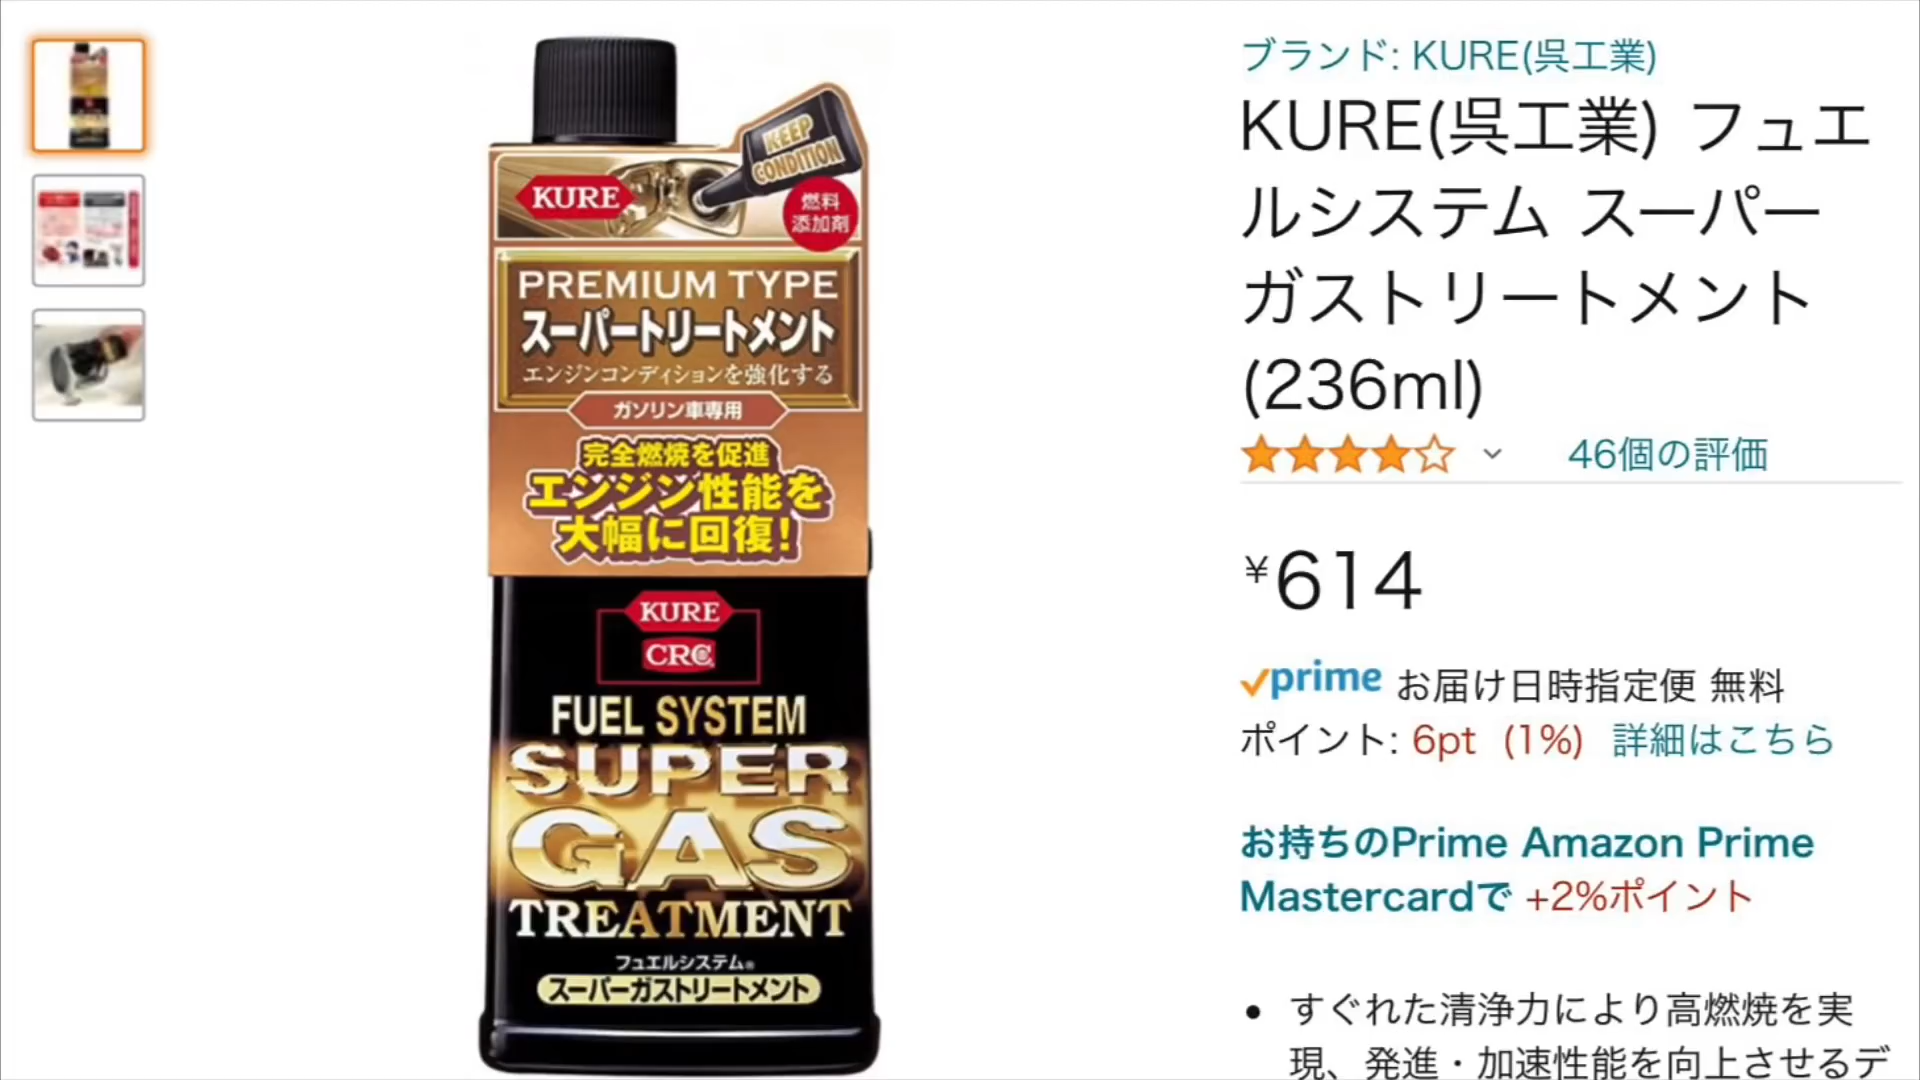 KEEP
CONDITION
KURE
燃料
添加剤
PREMIUM TYPE
スーパートリートメント
エンジンコンディションを強化する
ガソリン車専用
完全燃焼を促進
エンジン性能を
大幅に回復!
KURE
CRC
FUEL SYSTEM
SUPER
GAS
TREATMENT
フュエルシステム®
スーパーガストリートメント
ブランド: KURE(呉工業)
KURE(呉工業) フュエ
ルシステム スーパー
ガストリートメント
(236ml)
46個の評価
¥614
prime お届け日時指定便 無料
ポイント: 6pt (1%) 詳細はこちら
お持ちのPrime Amazon Prime
Mastercardで +2%ポイント
• すぐれた清浄力により高燃焼を実
現、発進・加速性能を向上させるデ